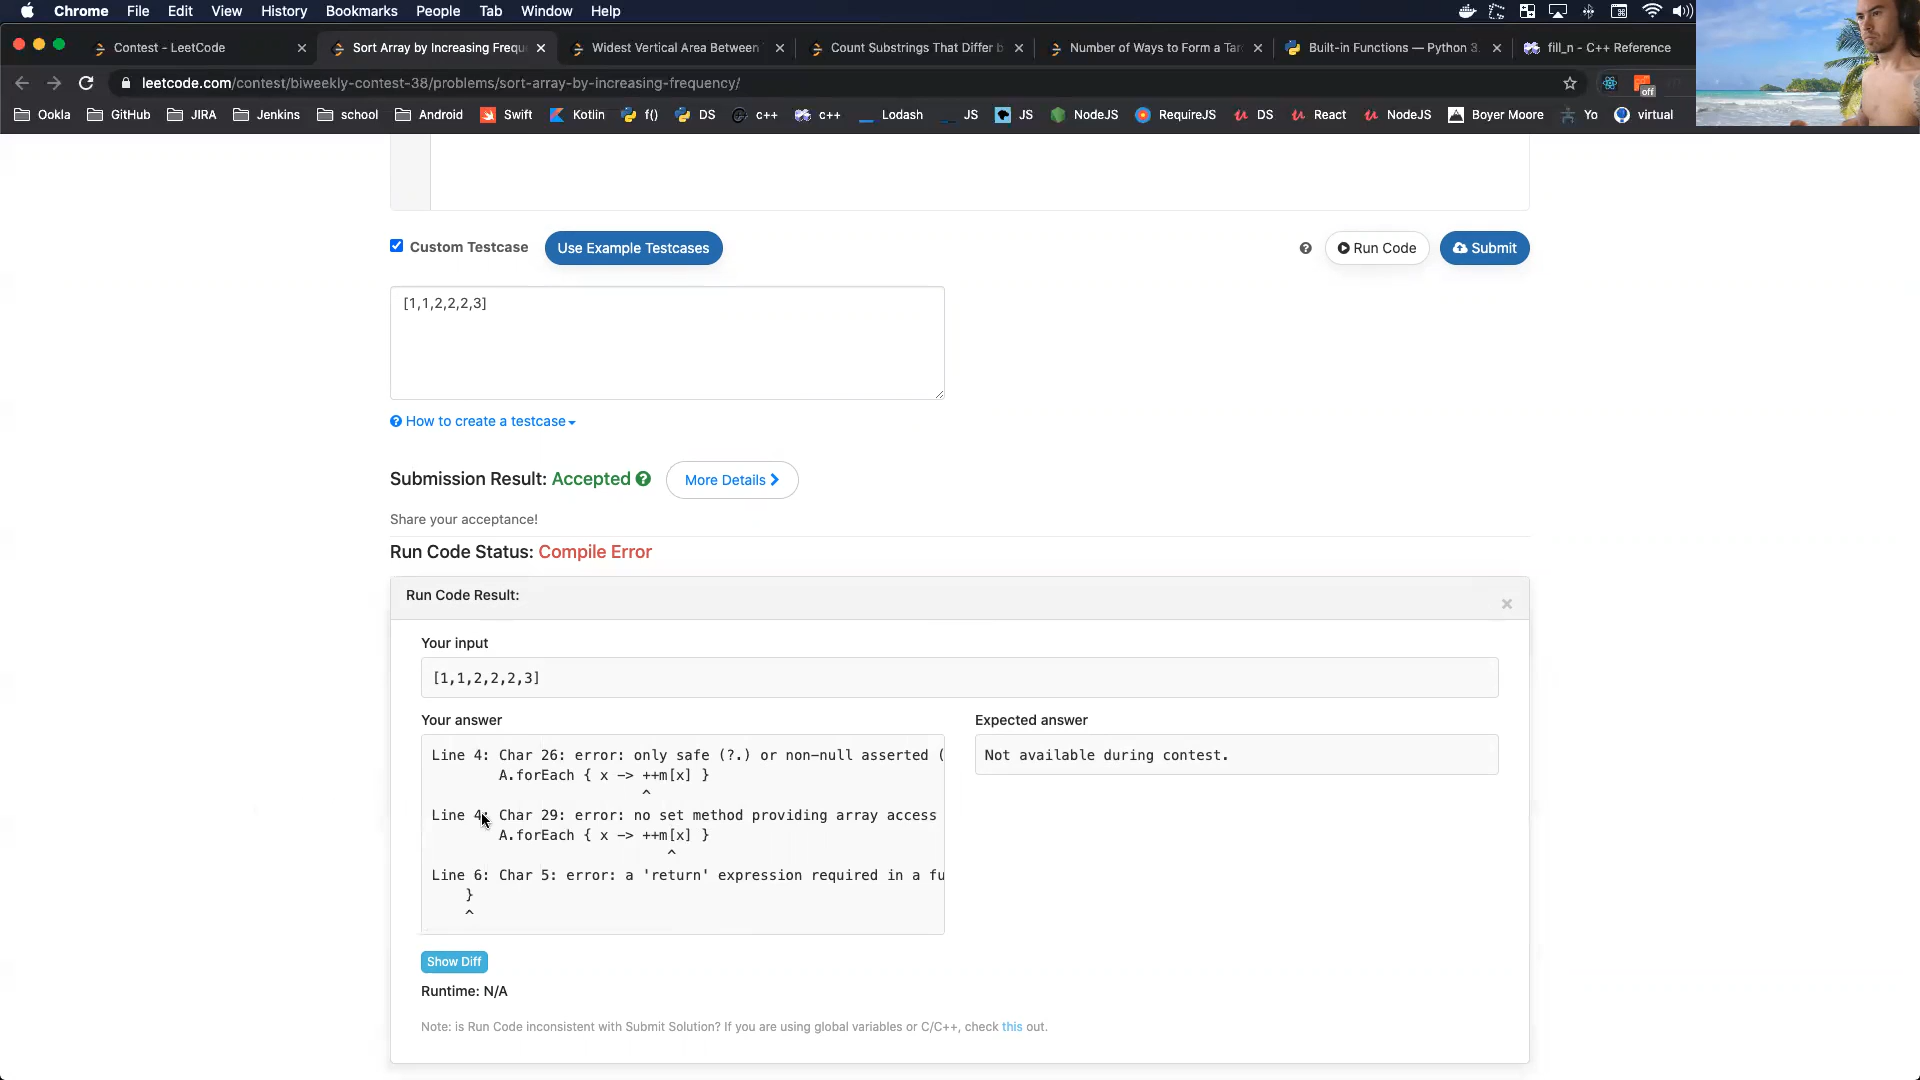 Chrome File Edit View History Bookmarks People Tab Window Help
Contest - LeetCode
Sort Array by Increasing Frequ
Widest Vertical Area Between
Count Substrings That Differ b
Number of Ways to Form a Tar
Built-in Functions — Python 3.
fill_n - C++ Reference
leetcode.com/contest/biweekly-contest-38/problems/sort-array-by-increasing-frequency/
off
Ookla GitHub JIRA Jenkins school Android Swift Kotlin f() DS c++ c++ Lodash JS JS NodeJS RequireJS DS React NodeJS Boyer Moore Yo virtual
Custom Testcase Use Example Testcases Run Code Submit
[1,1,2,2,2,3]
How to create a testcase
Submission Result: Accepted More Details
Share your acceptance!
Run Code Status: Compile Error
Run Code Result:
Your input
[1,1,2,2,2,3]
Your answer
Line 4: Char 26: error: only safe (?.) or non-null asserted (
A.forEach { x -> ++m[x] }
^
Line 4: Char 29: error: no set method providing array access
A.forEach { x -> ++m[x] }
^
Line 6: Char 5: error: a 'return' expression required in a fu
}
^
Expected answer
Not available during contest.
Show Diff
Runtime: N/A
Note: is Run Code inconsistent with Submit Solution? If you are using global variables or C/C++, check this out.